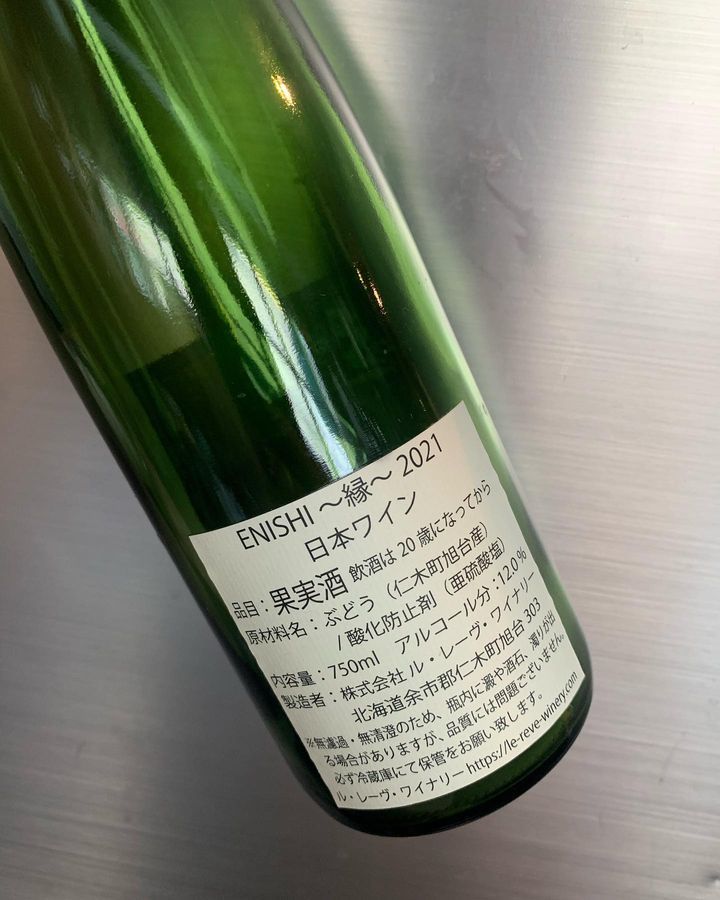 ENISHI ～縁～ 2021
日本ワイン
品目：果実酒 飲酒は 20 歳になってから
原材料名：ぶどう（仁木町旭台産）
/ 酸化防止剤（亜硫酸塩）
内容量：750ml アルコール分：12.0％
製造者：株式会社 ル・レーヴ・ワイナリー
北海道余市郡仁木町旭台 303
※無濾過・無清澄のため、瓶内に澱や酒石、濁りが出
る場合がありますが、品質には問題ございません。
必ず冷蔵庫にて保管をお願い致します。
ル・レーヴ・ワイナリー https://le-reve-winery.com